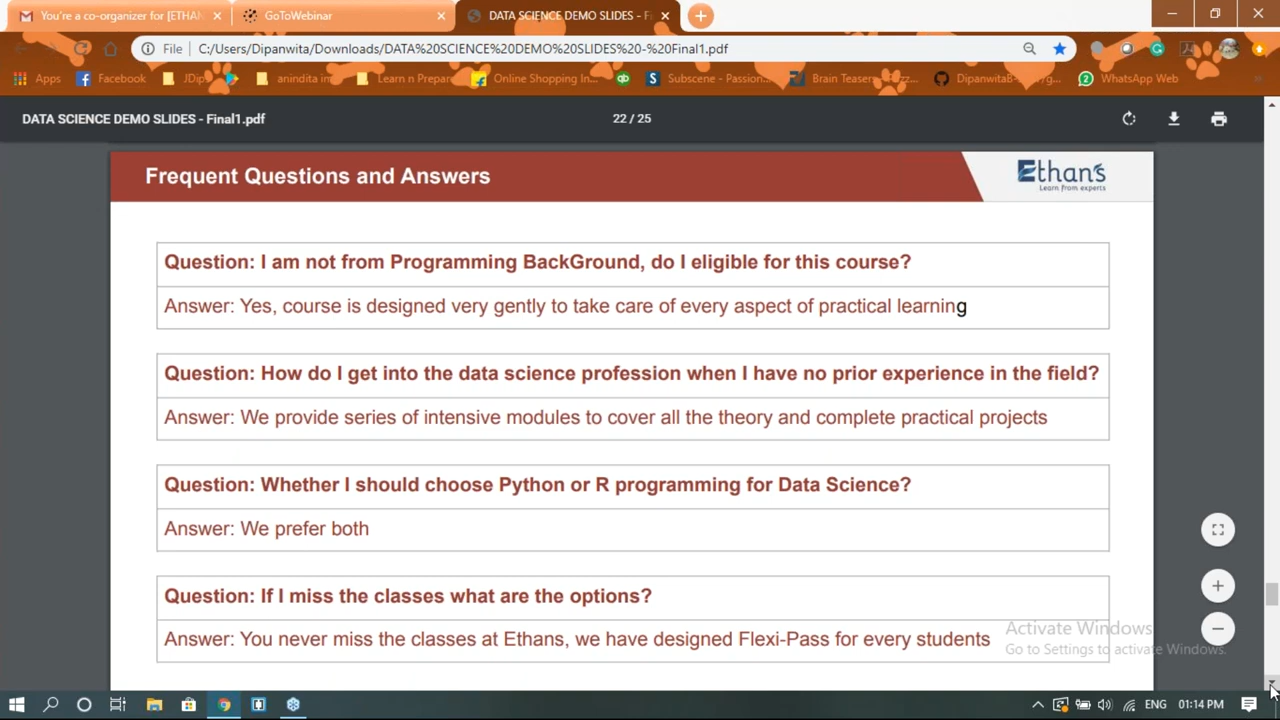 You're a co-organizer for [ETHAN
GoToWebinar
DATA SCIENCE DEMO SLIDES - F
File
C:/Users/Dipanwita/Downloads/DATA%20SCIENCE%20DEMO%20SLIDES%20-%20Final1.pdf
Apps
Facebook
JDips
anindita in
Learn n Prepare
Online Shopping In...
Subscene - Passion...
Brain Teasers
DipanwitaB
WhatsApp Web
DATA SCIENCE DEMO SLIDES - Final1.pdf
22 / 25
Frequent Questions and Answers
Ethan's
Learn from experts
Question: I am not from Programming BackGround, do I eligible for this course?
Answer: Yes, course is designed very gently to take care of every aspect of practical learning
Question: How do I get into the data science profession when I have no prior experience in the field?
Answer: We provide series of intensive modules to cover all the theory and complete practical projects
Question: Whether I should choose Python or R programming for Data Science?
Answer: We prefer both
Question: If I miss the classes what are the options?
Answer: You never miss the classes at Ethans, we have designed Flexi-Pass for every students
Activate Windows
Go to Settings to activate Windows.
ENG
01:14 PM